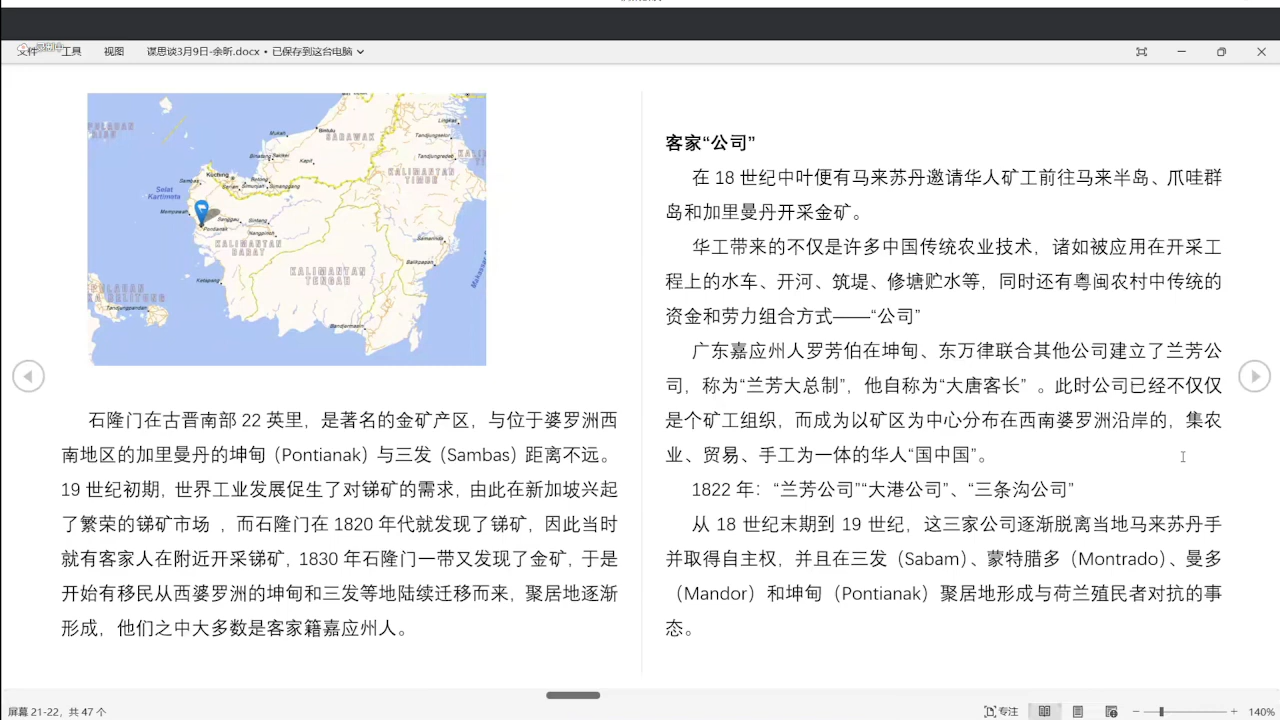 文件 工具 视图 谋思谈3月9日-余昕.docx • 已保存到这台电脑
SARAWAK
Mukah
Bintulu
Kapit
Kuching
Simanggang
KALIMANTAN
TIMUR
Selat
Karimata
Mempawah
Sanggau
Sintang
Pontianak
Nangapinoh
KALIMANTAN
BARAT
KALIMANTAN
TENGAH
Samarinda
Balikpapan
Ketapang
Tandjungpandan
Bandjarmasin
石隆门在古晋南部 22 英里，是著名的金矿产区，与位于婆罗洲西
南地区的加里曼丹的坤甸（Pontianak）与三发（Sambas）距离不远。
19 世纪初期，世界工业发展促生了对锑矿的需求，由此在新加坡兴起
了繁荣的锑矿市场 ，而石隆门在 1820 年代就发现了锑矿，因此当时
就有客家人在附近开采锑矿，1830 年石隆门一带又发现了金矿，于是
开始有移民从西婆罗洲的坤甸和三发等地陆续迁移而来，聚居地逐渐
形成，他们之中大多数是客家籍嘉应州人。
客家“公司”
在 18 世纪中叶便有马来苏丹邀请华人矿工前往马来半岛、爪哇群
岛和加里曼丹开采金矿。
华工带来的不仅是许多中国传统农业技术，诸如被应用在开采工
程上的水车、开河、筑堤、修塘贮水等，同时还有粤闽农村中传统的
资金和劳力组合方式——“公司”
广东嘉应州人罗芳伯在坤甸、东万律联合其他公司建立了兰芳公
司，称为“兰芳大总制”，他自称为“大唐客长” 。此时公司已经不仅仅
是个矿工组织，而成为以矿区为中心分布在西南婆罗洲沿岸的，集农
业、贸易、手工为一体的华人“国中国”。
1822 年：“兰芳公司”“大港公司”、“三条沟公司”
从 18 世纪末期到 19 世纪，这三家公司逐渐脱离当地马来苏丹手
并取得自主权，并且在三发（Sabam）、蒙特腊多（Montrado）、曼多
（Mandor）和坤甸（Pontianak）聚居地形成与荷兰殖民者对抗的事
态。
屏幕 21-22，共 47 个
专注
140%